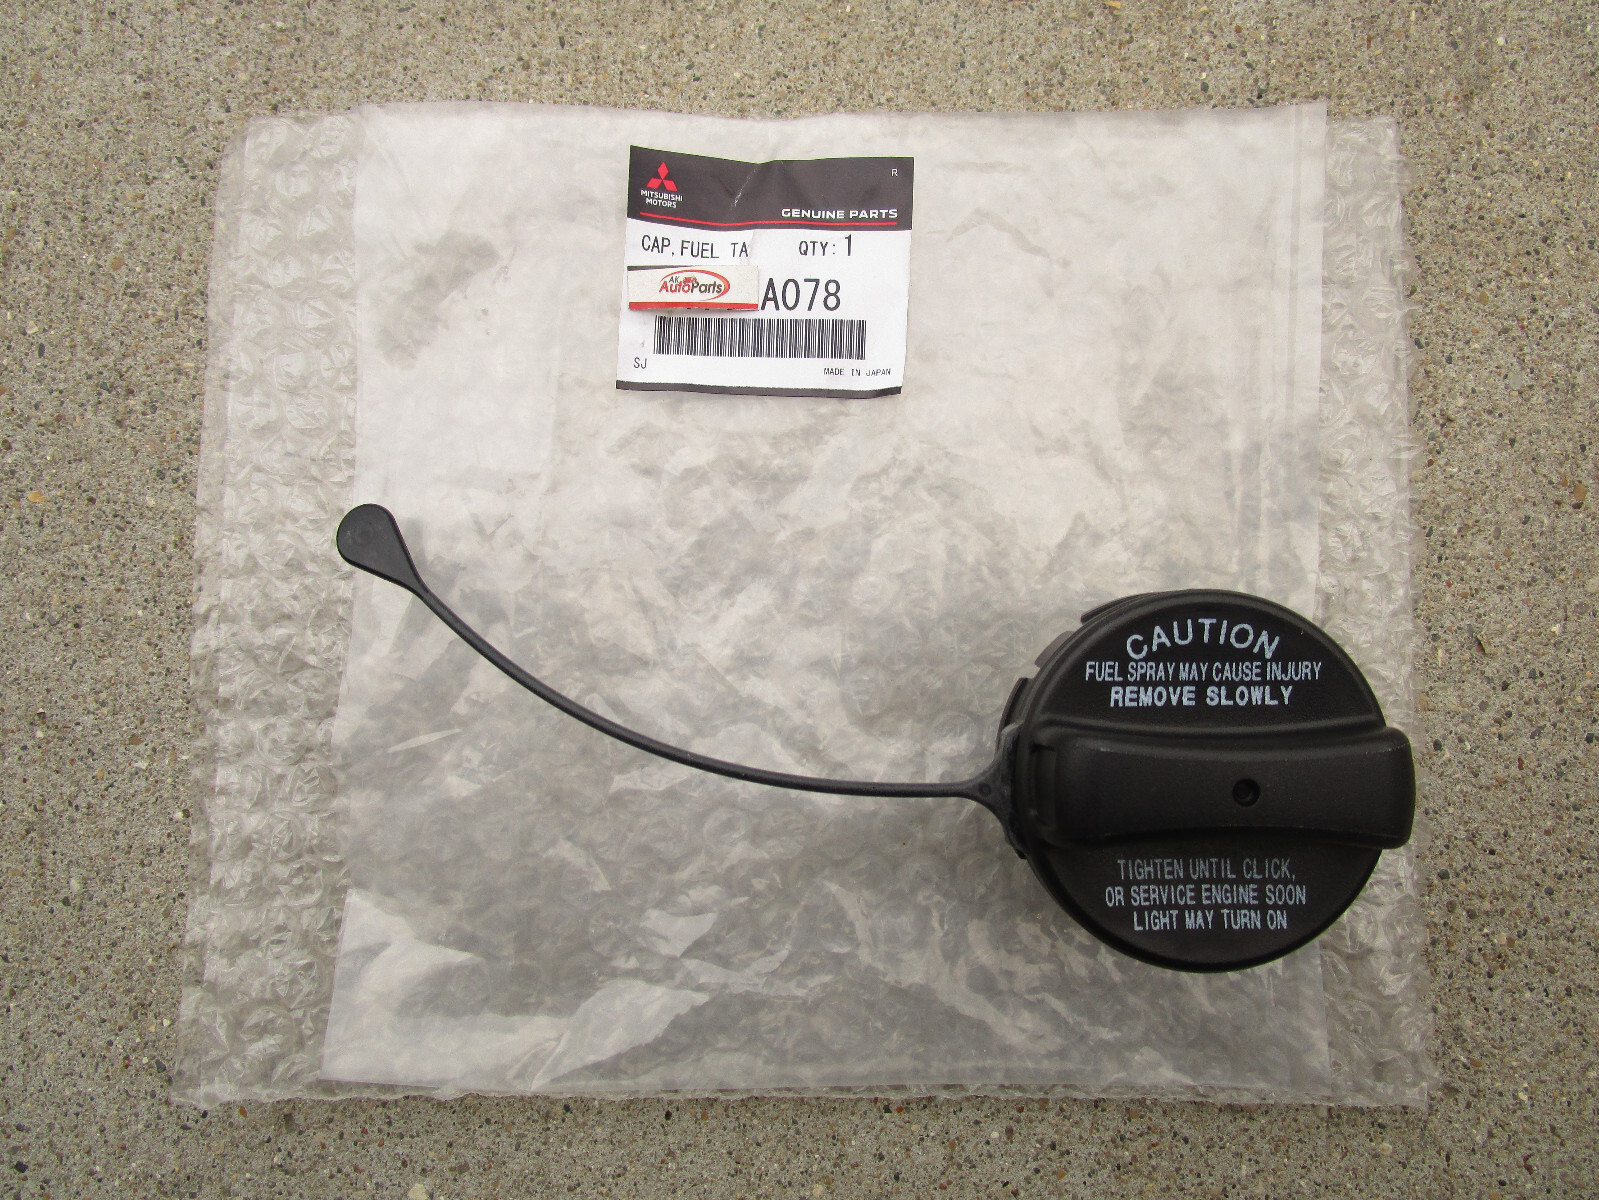 R
MITSUBISHI
MOTORS
GENUINE PARTS
CAP, FUEL TA QTY: 1
AK
AutoParts
A078
SJ
MADE IN JAPAN
CAUTION
FUEL SPRAY MAY CAUSE INJURY
REMOVE SLOWLY
TIGHTEN UNTIL CLICK,
OR SERVICE ENGINE SOON
LIGHT MAY TURN ON